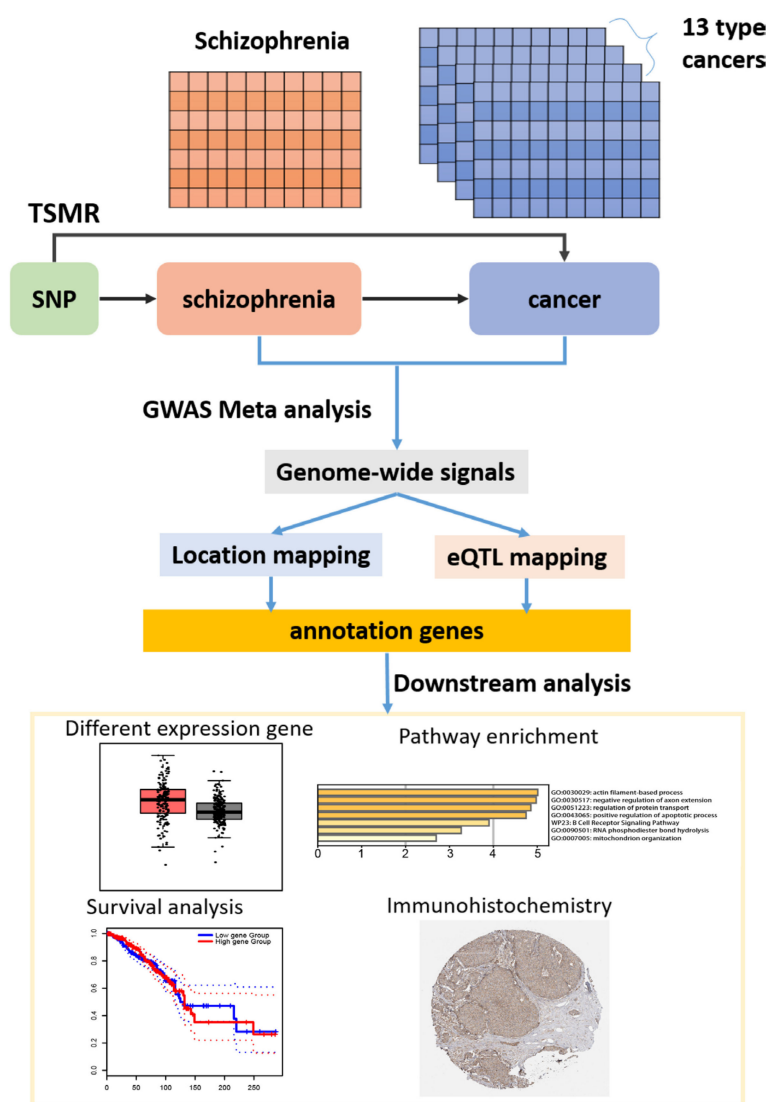 Schizophrenia
13 type
cancers
TSMR
SNP
schizophrenia
cancer
GWAS Meta analysis
Genome-wide signals
Location mapping
eQTL mapping
annotation genes
Downstream analysis
Different expression gene
Pathway enrichment
GO:0030029: actin filament-based process
GO:0030517: negative regulation of axon extension
GO:0051223: regulation of protein transport
GO:0043065: positive regulation of apoptotic process
WP23: B Cell Receptor Signaling Pathway
GO:0090501: RNA phosphodiester bond hydrolysis
GO:0007005: mitochondrion organization
0 1 2 3 4 5
Survival analysis
Immunohistochemistry
Low gene Group
High gene Group
1.0
0.8
0.6
0.4
0.2
0.0
0 50 100 150 200 250